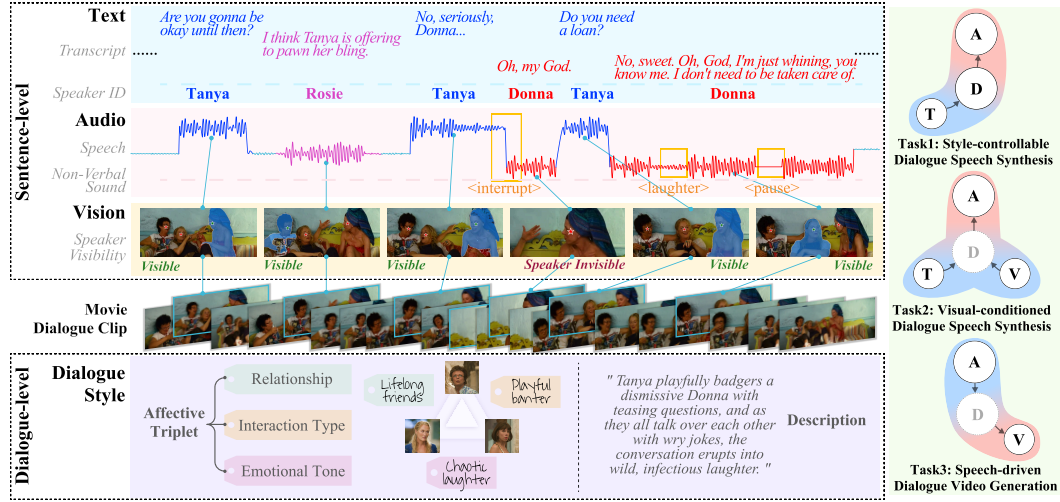 Text
Are you gonna be
okay until then?
I think Tanya is offering
to pawn her bling.
No, seriously,
Donna...
Oh, my God.
Do you need
a loan?
No, sweet. Oh, God, I'm just whining, you
know me. I don't need to be taken care of.
Transcript
......
......
Speaker ID
Tanya
Rosie
Tanya
Donna
Tanya
Donna
Sentence-level
Audio
Speech
Non-Verbal
Sound
<interrupt>
<laughter>
<pause>
Vision
Speaker
Visibility
Visible
Visible
Visible
Speaker Invisible
Visible
Visible
Movie
Dialogue Clip
Dialogue-level
Dialogue
Style
Affective
Triplet
Relationship
Interaction Type
Emotional Tone
Lifelong
friends
Playful
banter
Chaotic
laughter
" Tanya playfully badgers a
dismissive Donna with
teasing questions, and as
they all talk over each other
with wry jokes, the
conversation erupts into
wild, infectious laughter. "
Description
A
D
T
Task1: Style-controllable
Dialogue Speech Synthesis
A
D
T
V
Task2: Visual-conditioned
Dialogue Speech Synthesis
A
D
V
Task3: Speech-driven
Dialogue Video Generation